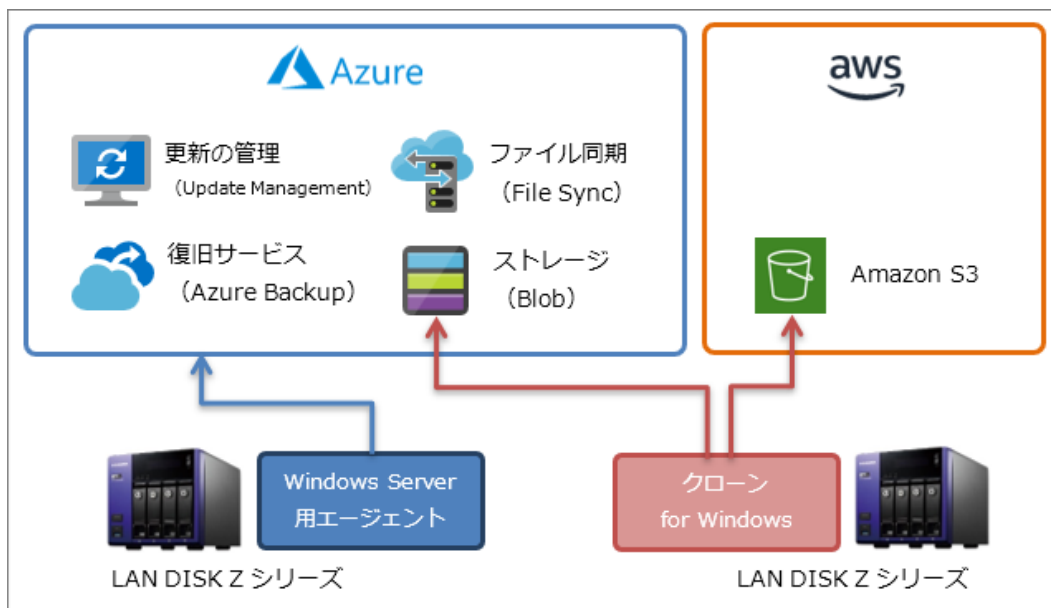 Azure
aws
更新の管理
（Update Management）
ファイル同期
（File Sync）
復旧サービス
（Azure Backup）
ストレージ
（Blob）
Amazon S3
Windows Server
用エージェント
クローン
for Windows
LAN DISK Z シリーズ
LAN DISK Z シリーズ